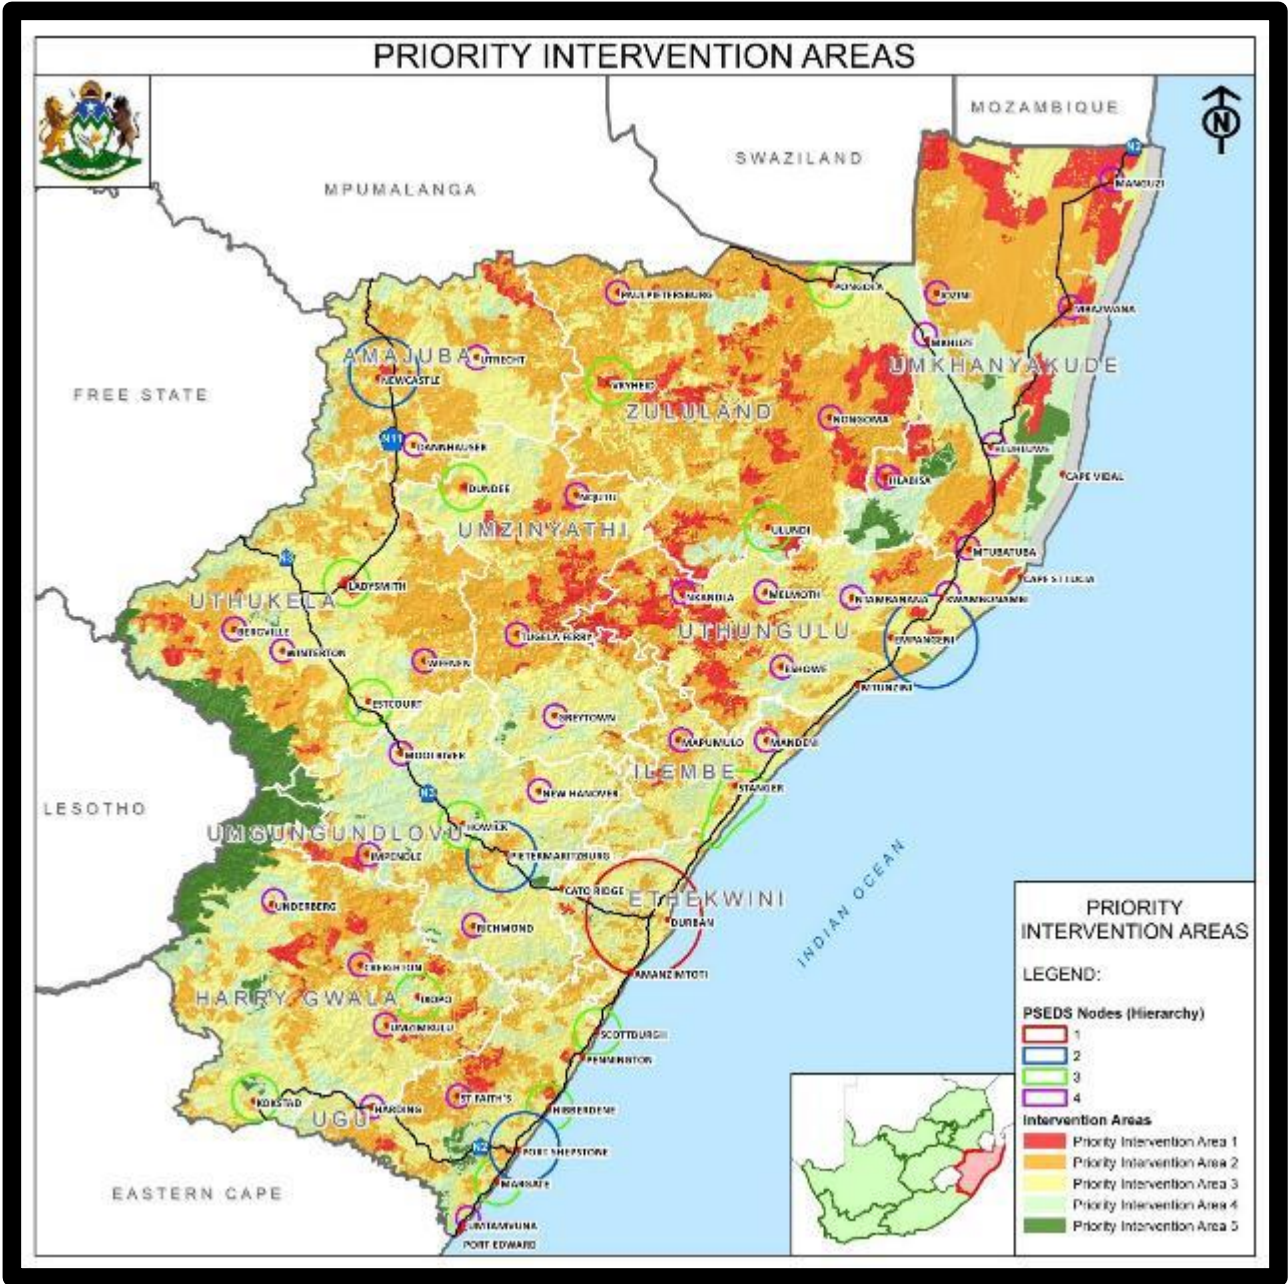 PRIORITY INTERVENTION AREAS
MOZAMBIQUE
N
SWAZILAND
MPUMALANGA
N2
MANGUZI
PAULPIETERSBURG
PONGOLA
JOZINI
MBAZWANA
MKHUZE
AMAJUBA
UTRECHT
UMKHANYAKUDE
NEWCASTLE
VRYHEID
FREE STATE
ZULULAND
NONGOMA
N11
DANNHAUSER
HLUHLUWE
CAPE VIDAL
HLABISA
DUNDEE
NQUTU
UMZINYATHI
ULUNDI
MTUBATUBA
N3
LADYSMITH
CAPE ST LUCIA
UTHUKELA
NKANDLA
MELMOTH
NTAMBANANA
KWAMBONAMBI
BERGVILLE
TUGELA FERRY
UTHUNGULU
EMPANGENI
WINTERTON
WEENEN
ESHOWE
MTUNZINI
ESTCOURT
GREYTOWN
MAPUMULO
MANDENI
MOOI RIVER
ILEMBE
STANGER
N3
NEW HANOVER
LESOTHO
HOWICK
UMGUNGUNDLOVU
IMPENDLE
PIETERMARITZBURG
CATO RIDGE
ETHEKWINI
UNDERBERG
DURBAN
RICHMOND
INDIAN OCEAN
CREIGHTON
AMANZIMTOTI
HARRY GWALA
IXOPO
UMZIMKULU
SCOTTBURGH
PENNINGTON
KOKSTAD
HARDING
ST FAITH'S
HIBBERDENE
UGU
N2
PORT SHEPSTONE
MARGATE
EASTERN CAPE
UMTAMVUNA
PORT EDWARD
PRIORITY
INTERVENTION AREAS
LEGEND:
PSEDS Nodes (Hierarchy)
1
2
3
4
Intervention Areas
Priority Intervention Area 1
Priority Intervention Area 2
Priority Intervention Area 3
Priority Intervention Area 4
Priority Intervention Area 5